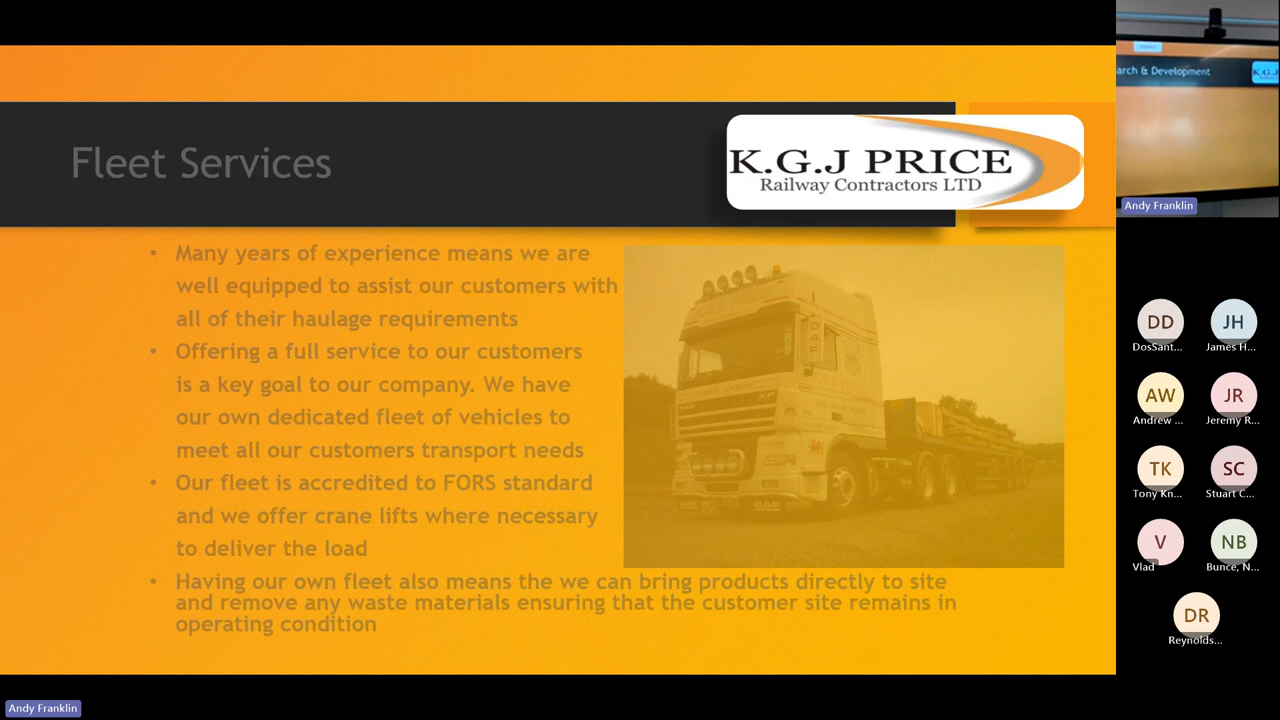 Fleet Services
K.G.J PRICE
Railway Contractors LTD
• Many years of experience means we are
well equipped to assist our customers with
all of their haulage requirements
• Offering a full service to our customers
is a key goal to our company. We have
our own dedicated fleet of vehicles to
meet all our customers transport needs
• Our fleet is accredited to FORS standard
and we offer crane lifts where necessary
to deliver the load
• Having our own fleet also means the we can bring products directly to site
and remove any waste materials ensuring that the customer site remains in
operating condition
DAF
XF
DAF
arch & Development
K.G.J
Andy Franklin
DD
DosSant...
JH
James H...
AW
Andrew ...
JR
Jeremy R...
TK
Tony Kn...
SC
Stuart C...
V
Vlad
NB
Bunce, N...
DR
Reynolds...
Andy Franklin